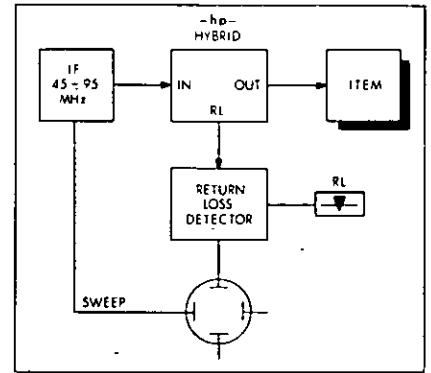 -hp-
HYBRID
IF
45 - 95
MHz
IN
OUT
RL
ITEM
RETURN
LOSS
DETECTOR
RL
SWEEP